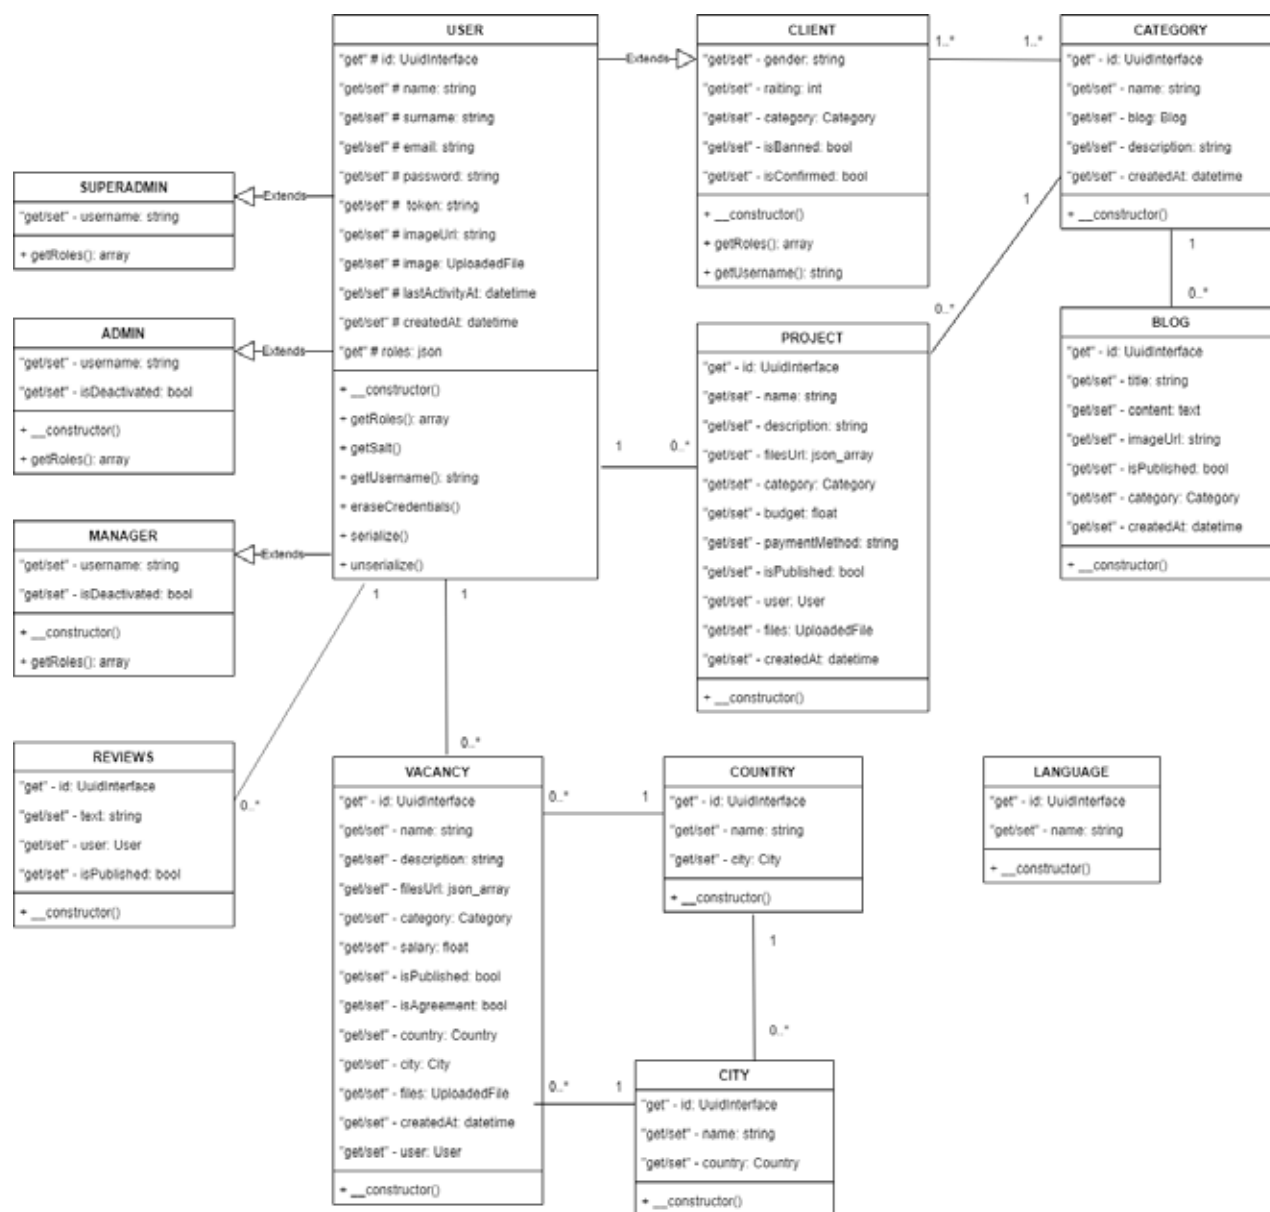 USER
"get" # id: UuidInterface
"get/set" # name: string
"get/set" # surname: string
"get/set" # email: string
"get/set" # password: string
"get/set" #  token: string
"get/set" # imageUrl: string
"get/set" # image: UploadedFile
"get/set" # lastActivityAt: datetime
"get/set" # createdAt: datetime
"get" # roles: json
+ __constructor()
+ getRoles(): array
+ getSalt()
+ getUsername(): string
+ eraseCredentials()
+ serialize()
+ unserialize()
Extends
CLIENT
"get/set" - gender: string
"get/set" - raiting: int
"get/set" - category: Category
"get/set" - isBanned: bool
"get/set" - isConfirmed: bool
+ __constructor()
+ getRoles(): array
+ getUsername(): string
1..*
1..*
CATEGORY
"get" - id: UuidInterface
"get/set" - name: string
"get/set" - blog: Blog
"get/set" - description: string
"get/set" - createdAt: datetime
+ __constructor()
SUPERADMIN
"get/set" - username: string
+ getRoles(): array
Extends
ADMIN
"get/set" - username: string
"get/set" - isDeactivated: bool
+ __constructor()
+ getRoles(): array
Extends
MANAGER
"get/set" - username: string
"get/set" - isDeactivated: bool
+ __constructor()
+ getRoles(): array
Extends
1
0..*
PROJECT
"get" - id: UuidInterface
"get/set" - name: string
"get/set" - description: string
"get/set" - filesUrl: json_array
"get/set" - category: Category
"get/set" - budget: float
"get/set" - paymentMethod: string
"get/set" - isPublished: bool
"get/set" - user: User
"get/set" - files: UploadedFile
"get/set" - createdAt: datetime
+ __constructor()
1
0..*
1
0..*
BLOG
"get" - id: UuidInterface
"get/set" - title: string
"get/set" - content: text
"get/set" - imageUrl: string
"get/set" - isPublished: bool
"get/set" - category: Category
"get/set" - createdAt: datetime
+ __constructor()
1
0..*
1
0..*
REVIEWS
"get" - id: UuidInterface
"get/set" - text: string
"get/set" - user: User
"get/set" - isPublished: bool
+ __constructor()
VACANCY
"get" - id: UuidInterface
"get/set" - name: string
"get/set" - description: string
"get/set" - filesUrl: json_array
"get/set" - category: Category
"get/set" - salary: float
"get/set" - isPublished: bool
"get/set" - isAgreement: bool
"get/set" - country: Country
"get/set" - city: City
"get/set" - files: UploadedFile
"get/set" - createdAt: datetime
"get/set" - user: User
+ __constructor()
0..*
1
COUNTRY
"get" - id: UuidInterface
"get/set" - name: string
"get/set" - city: City
+ __constructor()
1
0..*
0..*
1
CITY
"get" - id: UuidInterface
"get/set" - name: string
"get/set" - country: Country
+ __constructor()
LANGUAGE
"get" - id: UuidInterface
"get/set" - name: string
+ __constructor()